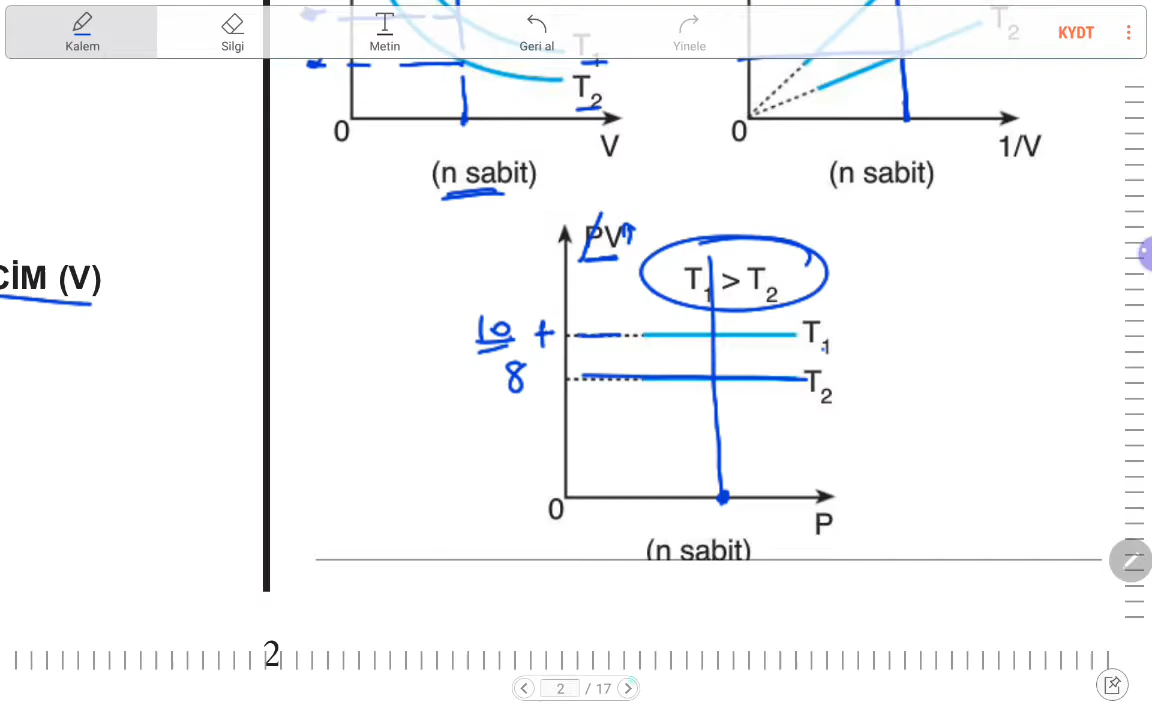 Kalem Silgi Metin Geri al Yinele KYDT
T1 T2
T2
0 V 0 1/V
(n sabit) (n sabit)
PV↑
CİM (V)
T1 > T2
10 T1
8 T2
0 P
(n sabit)
2
2 / 17